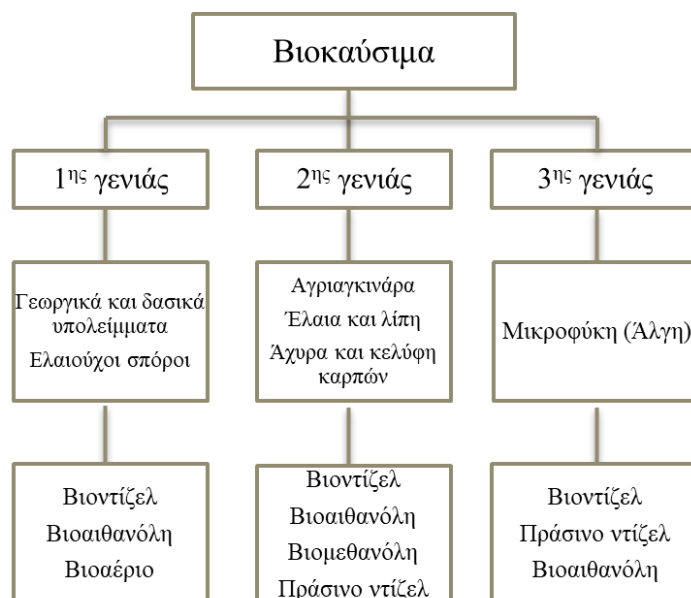 Βιοκαύσιμα
1ης γενιάς
2ης γενιάς
3ης γενιάς
Γεωργικά και δασικά
υπολείμματα
Ελαιούχοι σπόροι
Αγριαγκινάρα
Έλαια και λίπη
Άχυρα και κελύφη
καρπών
Μικροφύκη (Άλγη)
Βιοντίζελ
Βιοαιθανόλη
Βιοαέριο
Βιοντίζελ
Βιοαιθανόλη
Βιομεθανόλη
Πράσινο ντίζελ
Βιοντίζελ
Πράσινο ντίζελ
Βιοαιθανόλη